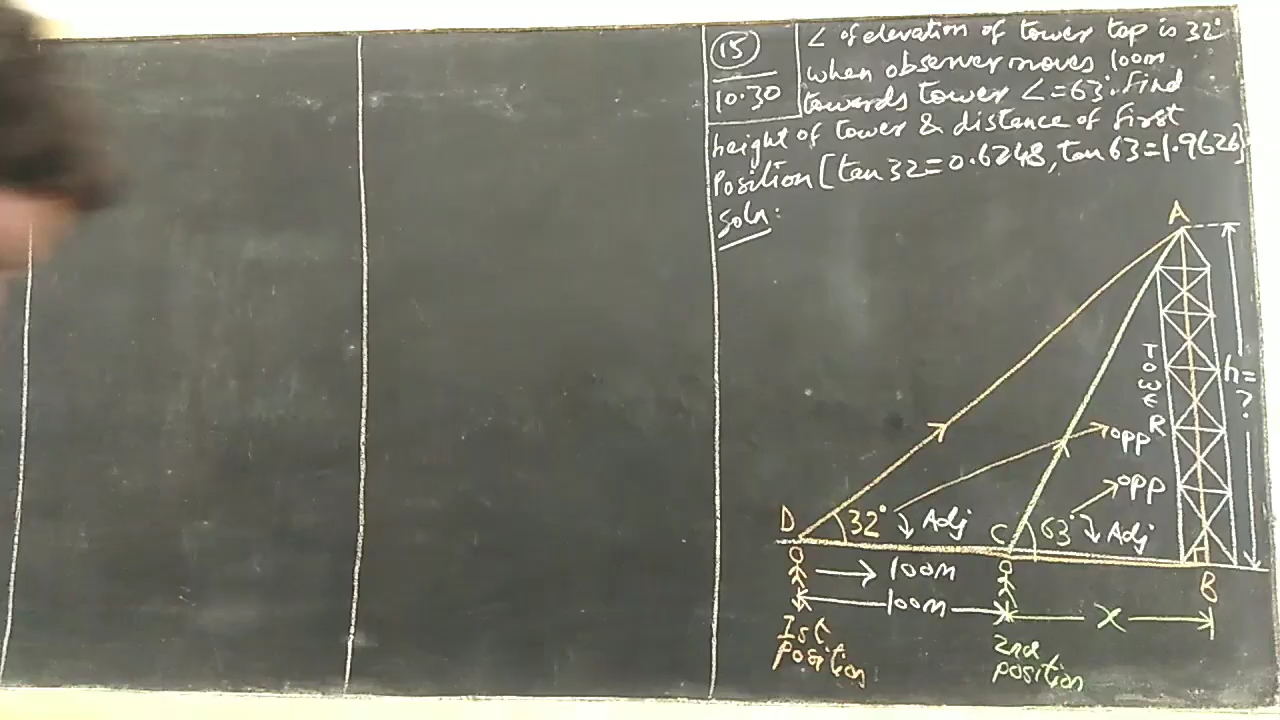 15
10.30
∠ of elevation of tower top is 32°
when observer moves 100m
towards tower ∠=63°. Find
height of tower & distance of first
Position [tan 32=0.6248, tan 63=1.9626]
Soln:
A
TOWER
h=
?
opp
opp
D
32°
Adj
C
63°
Adj
B
100m
100m
x
Ist
Position
2nd
position